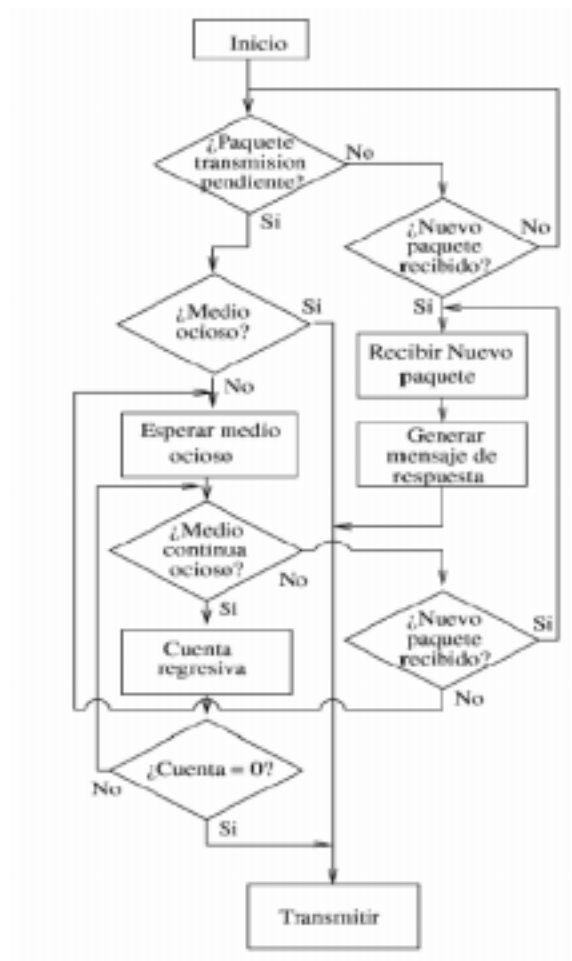 Inicio
¿Paquete
transmision
pendiente?
No
Si
¿Nuevo
paquete
recibido?
No
Si
¿Medio
ocioso?
Si
No
Recibir Nuevo
paquete
Esperar medio
ocioso
Generar
mensaje de
respuesta
¿Medio
continua
ocioso?
No
Si
¿Nuevo
paquete
recibido?
Si
No
Cuenta
regresiva
¿Cuenta = 0?
No
Si
Transmitir